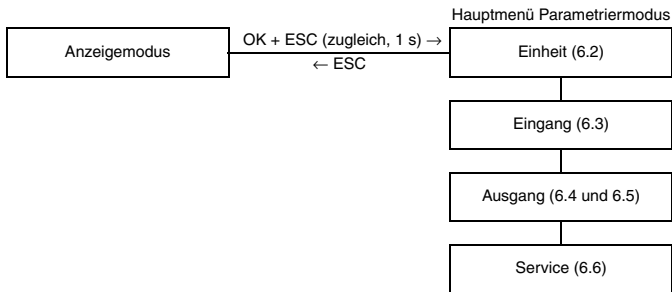 Hauptmenü Parametriermodus
Anzeigemodus
OK + ESC (zugleich, 1 s) →
← ESC
Einheit (6.2)
Eingang (6.3)
Ausgang (6.4 und 6.5)
Service (6.6)